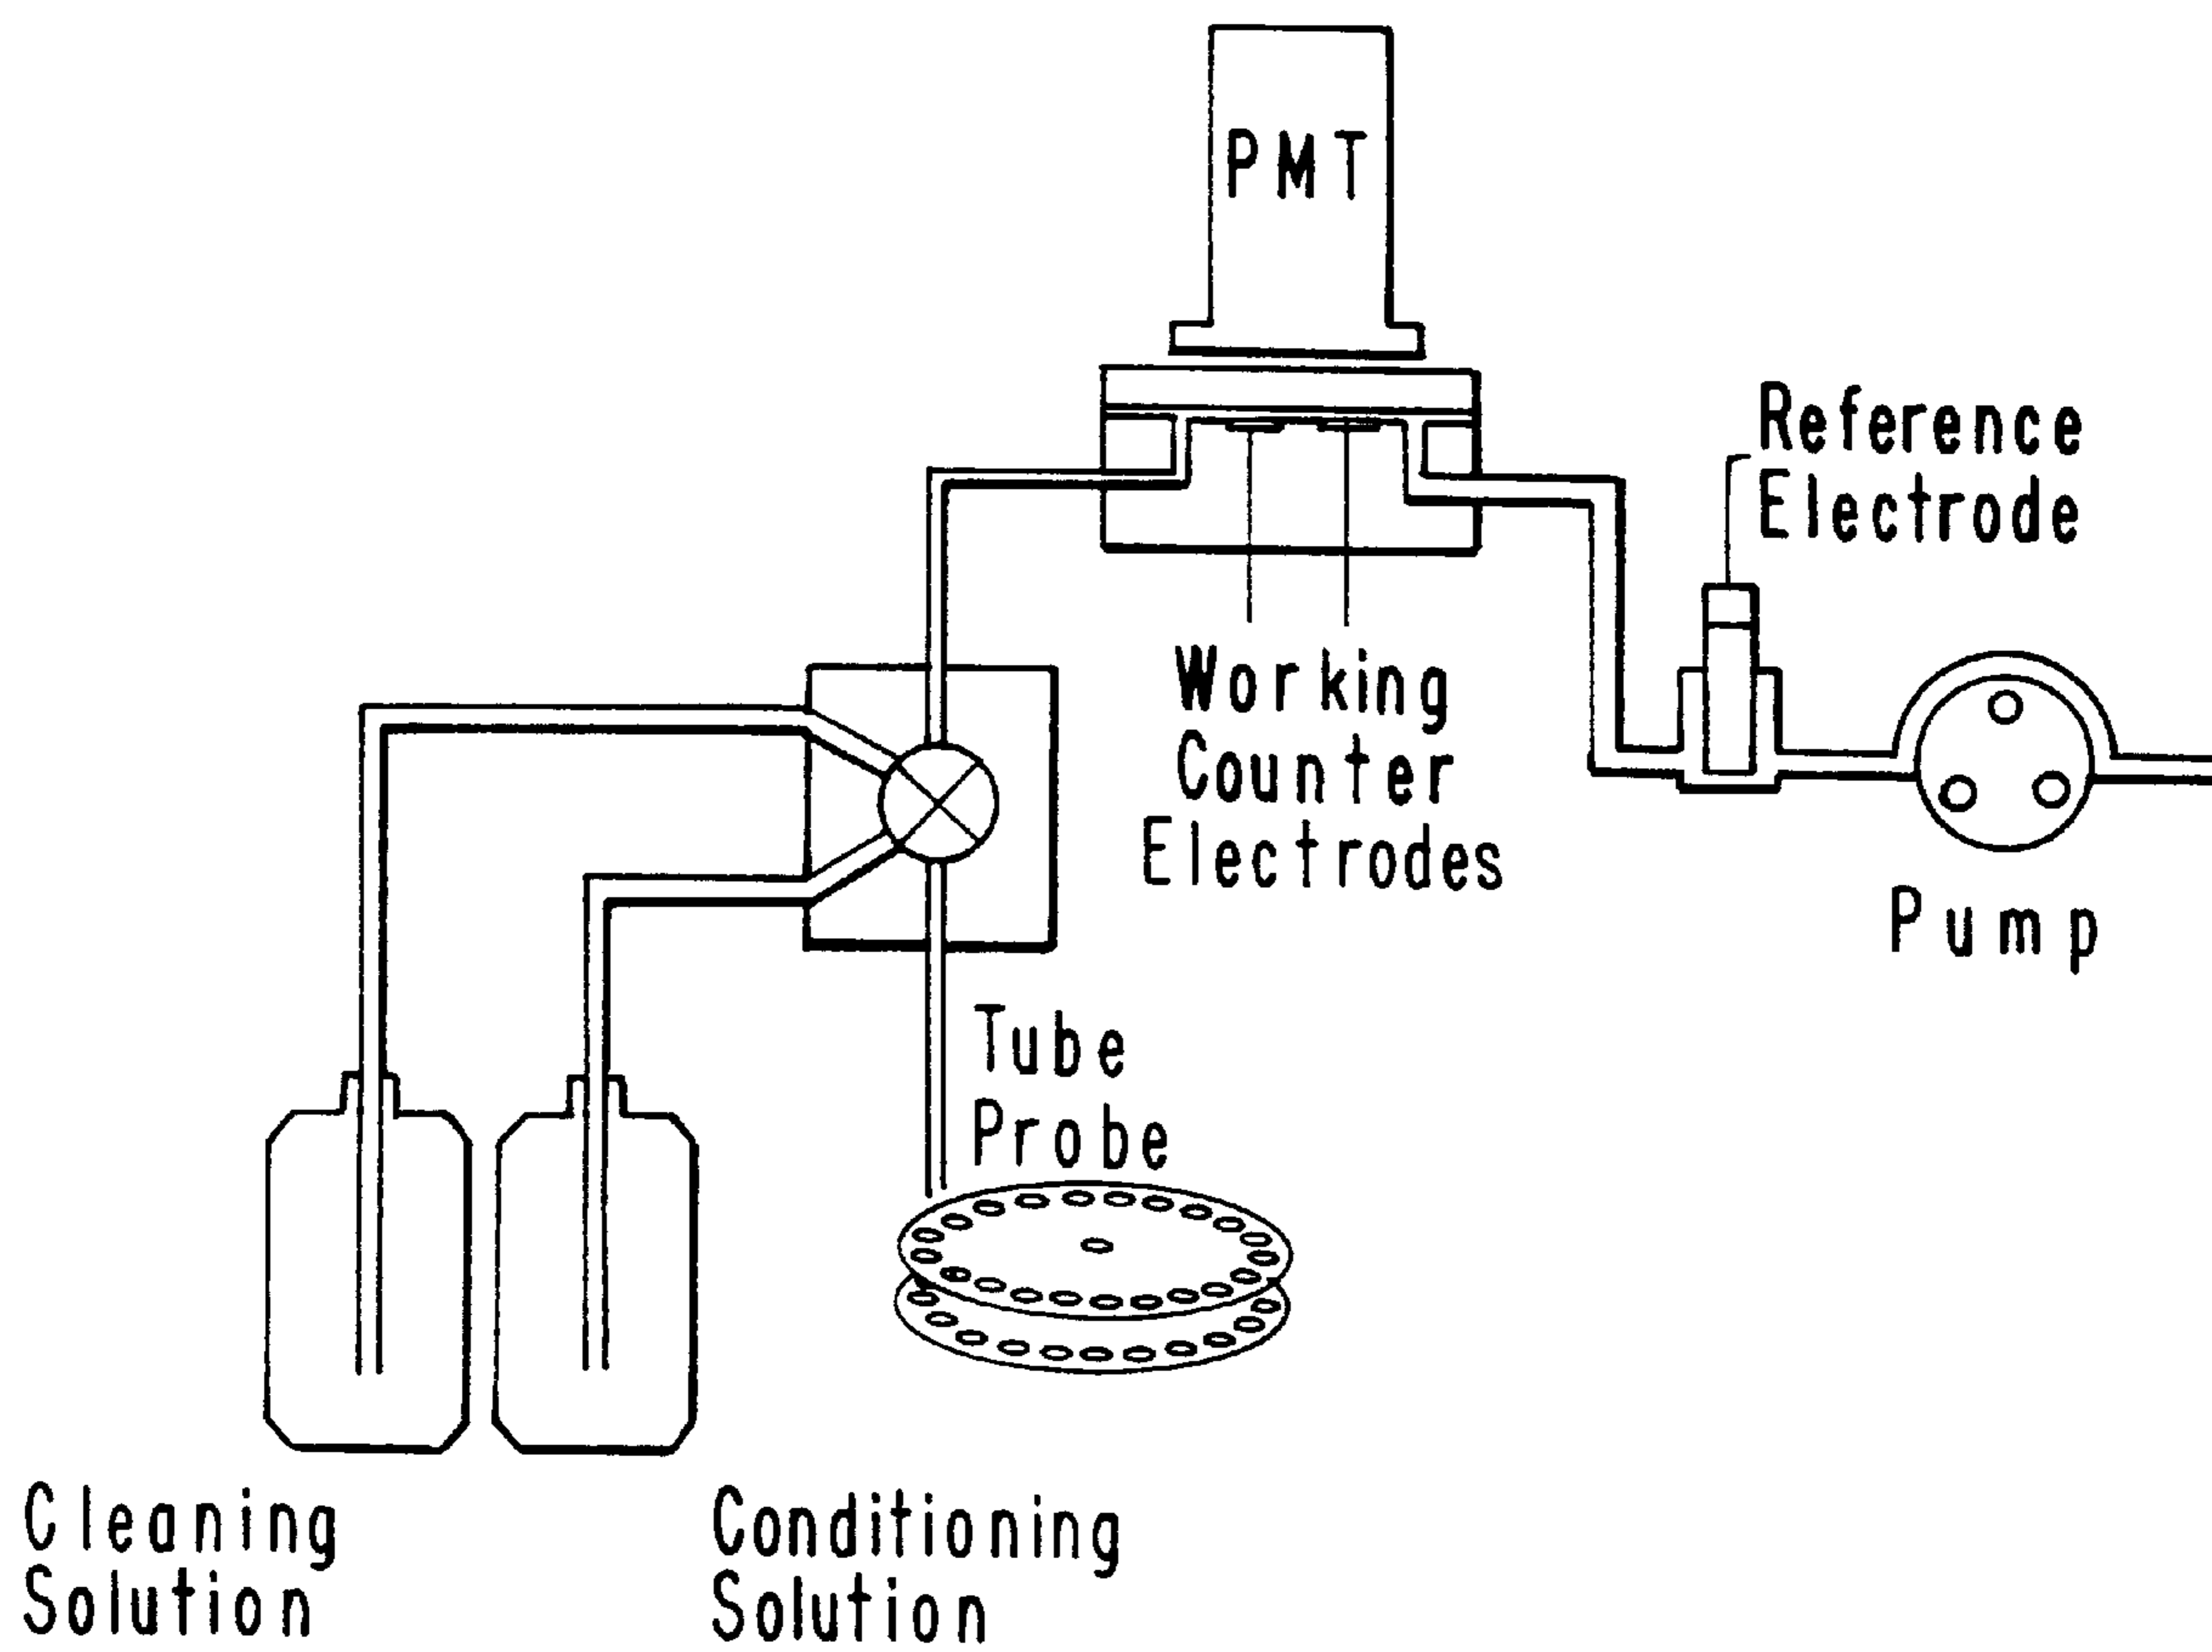 PMT
Reference
Electrode
Working
Counter
Electrodes
Pump
Tube
Probe
Cleaning
Solution
Conditioning
Solution